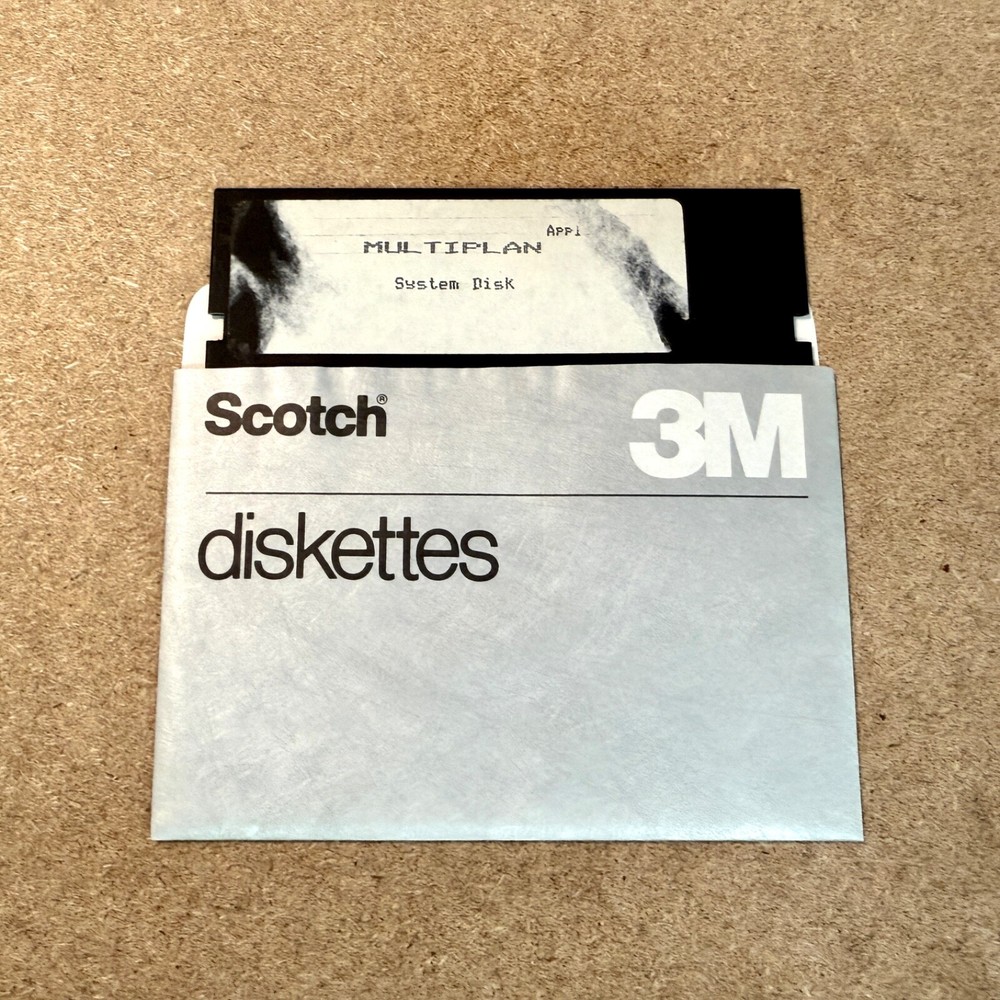 Appl
MULTIPLAN
System Disk
Scotch® 3M
diskettes